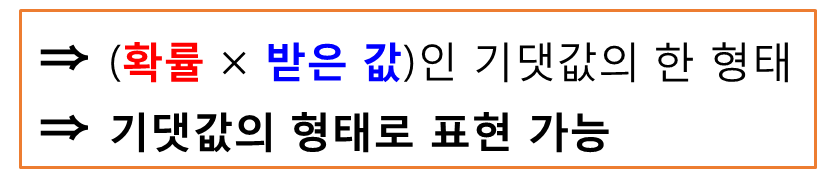 ⇒ (확률 × 받은 값)인 기댓값의 한 형태
⇒ 기댓값의 형태로 표현 가능